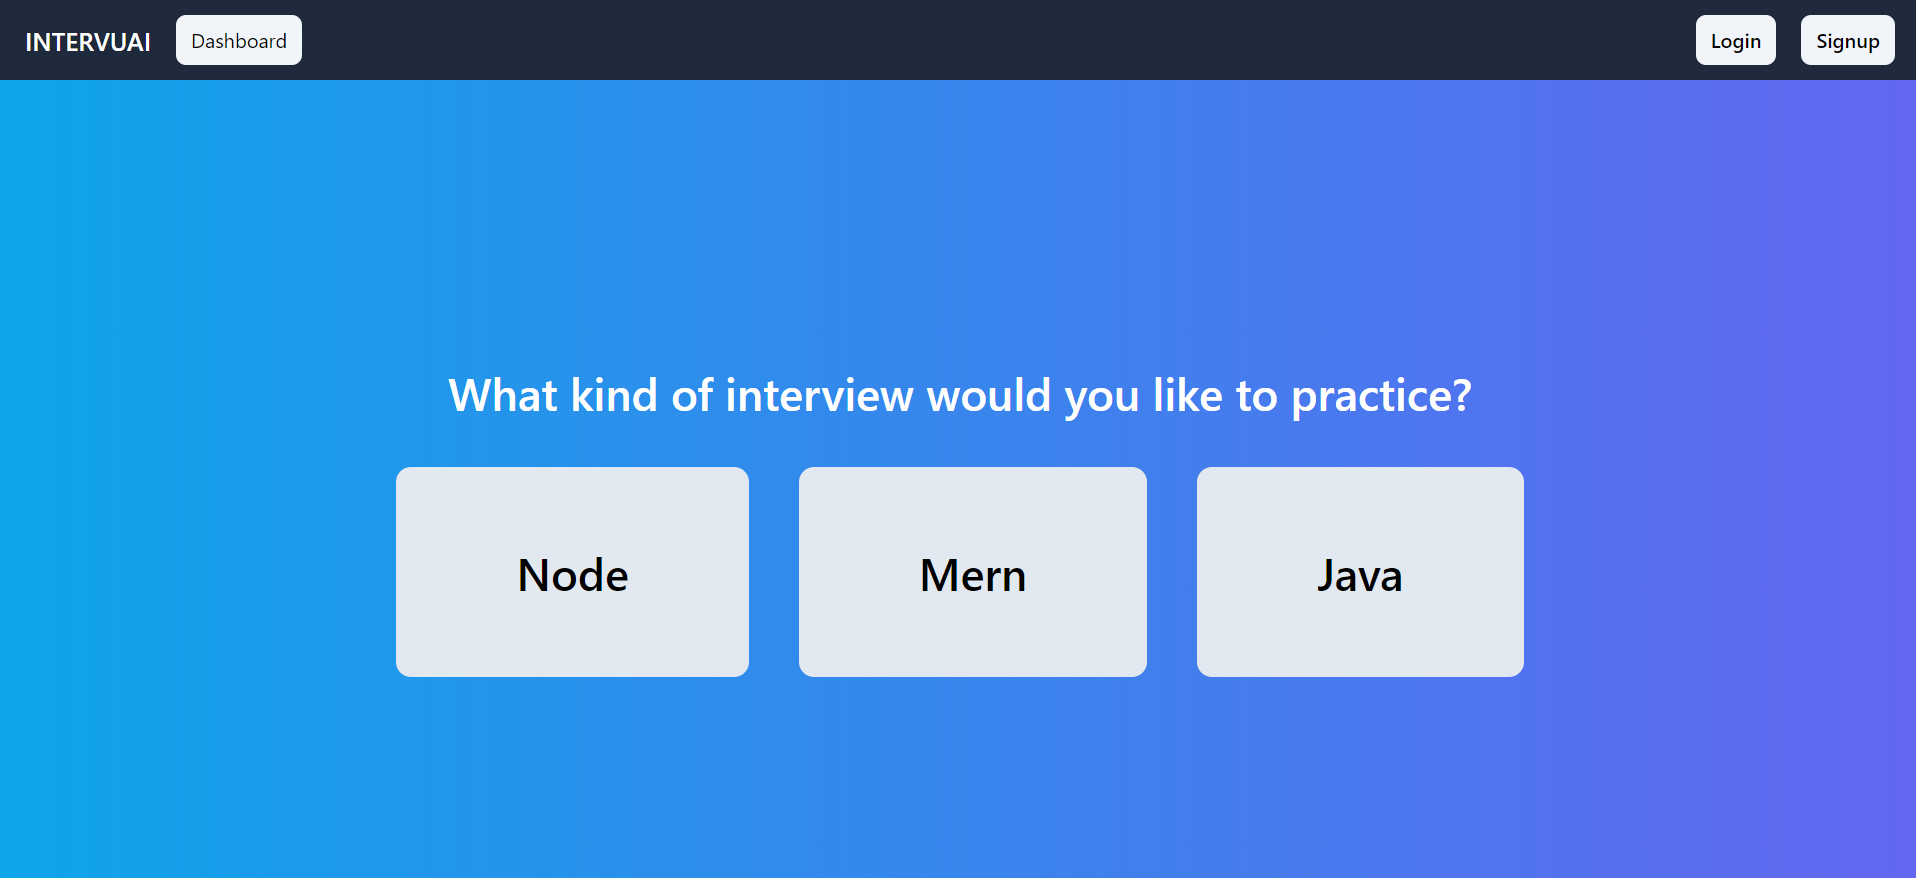 INTERVUAI Dashboard Login Signup
What kind of interview would you like to practice?
Node Mern Java